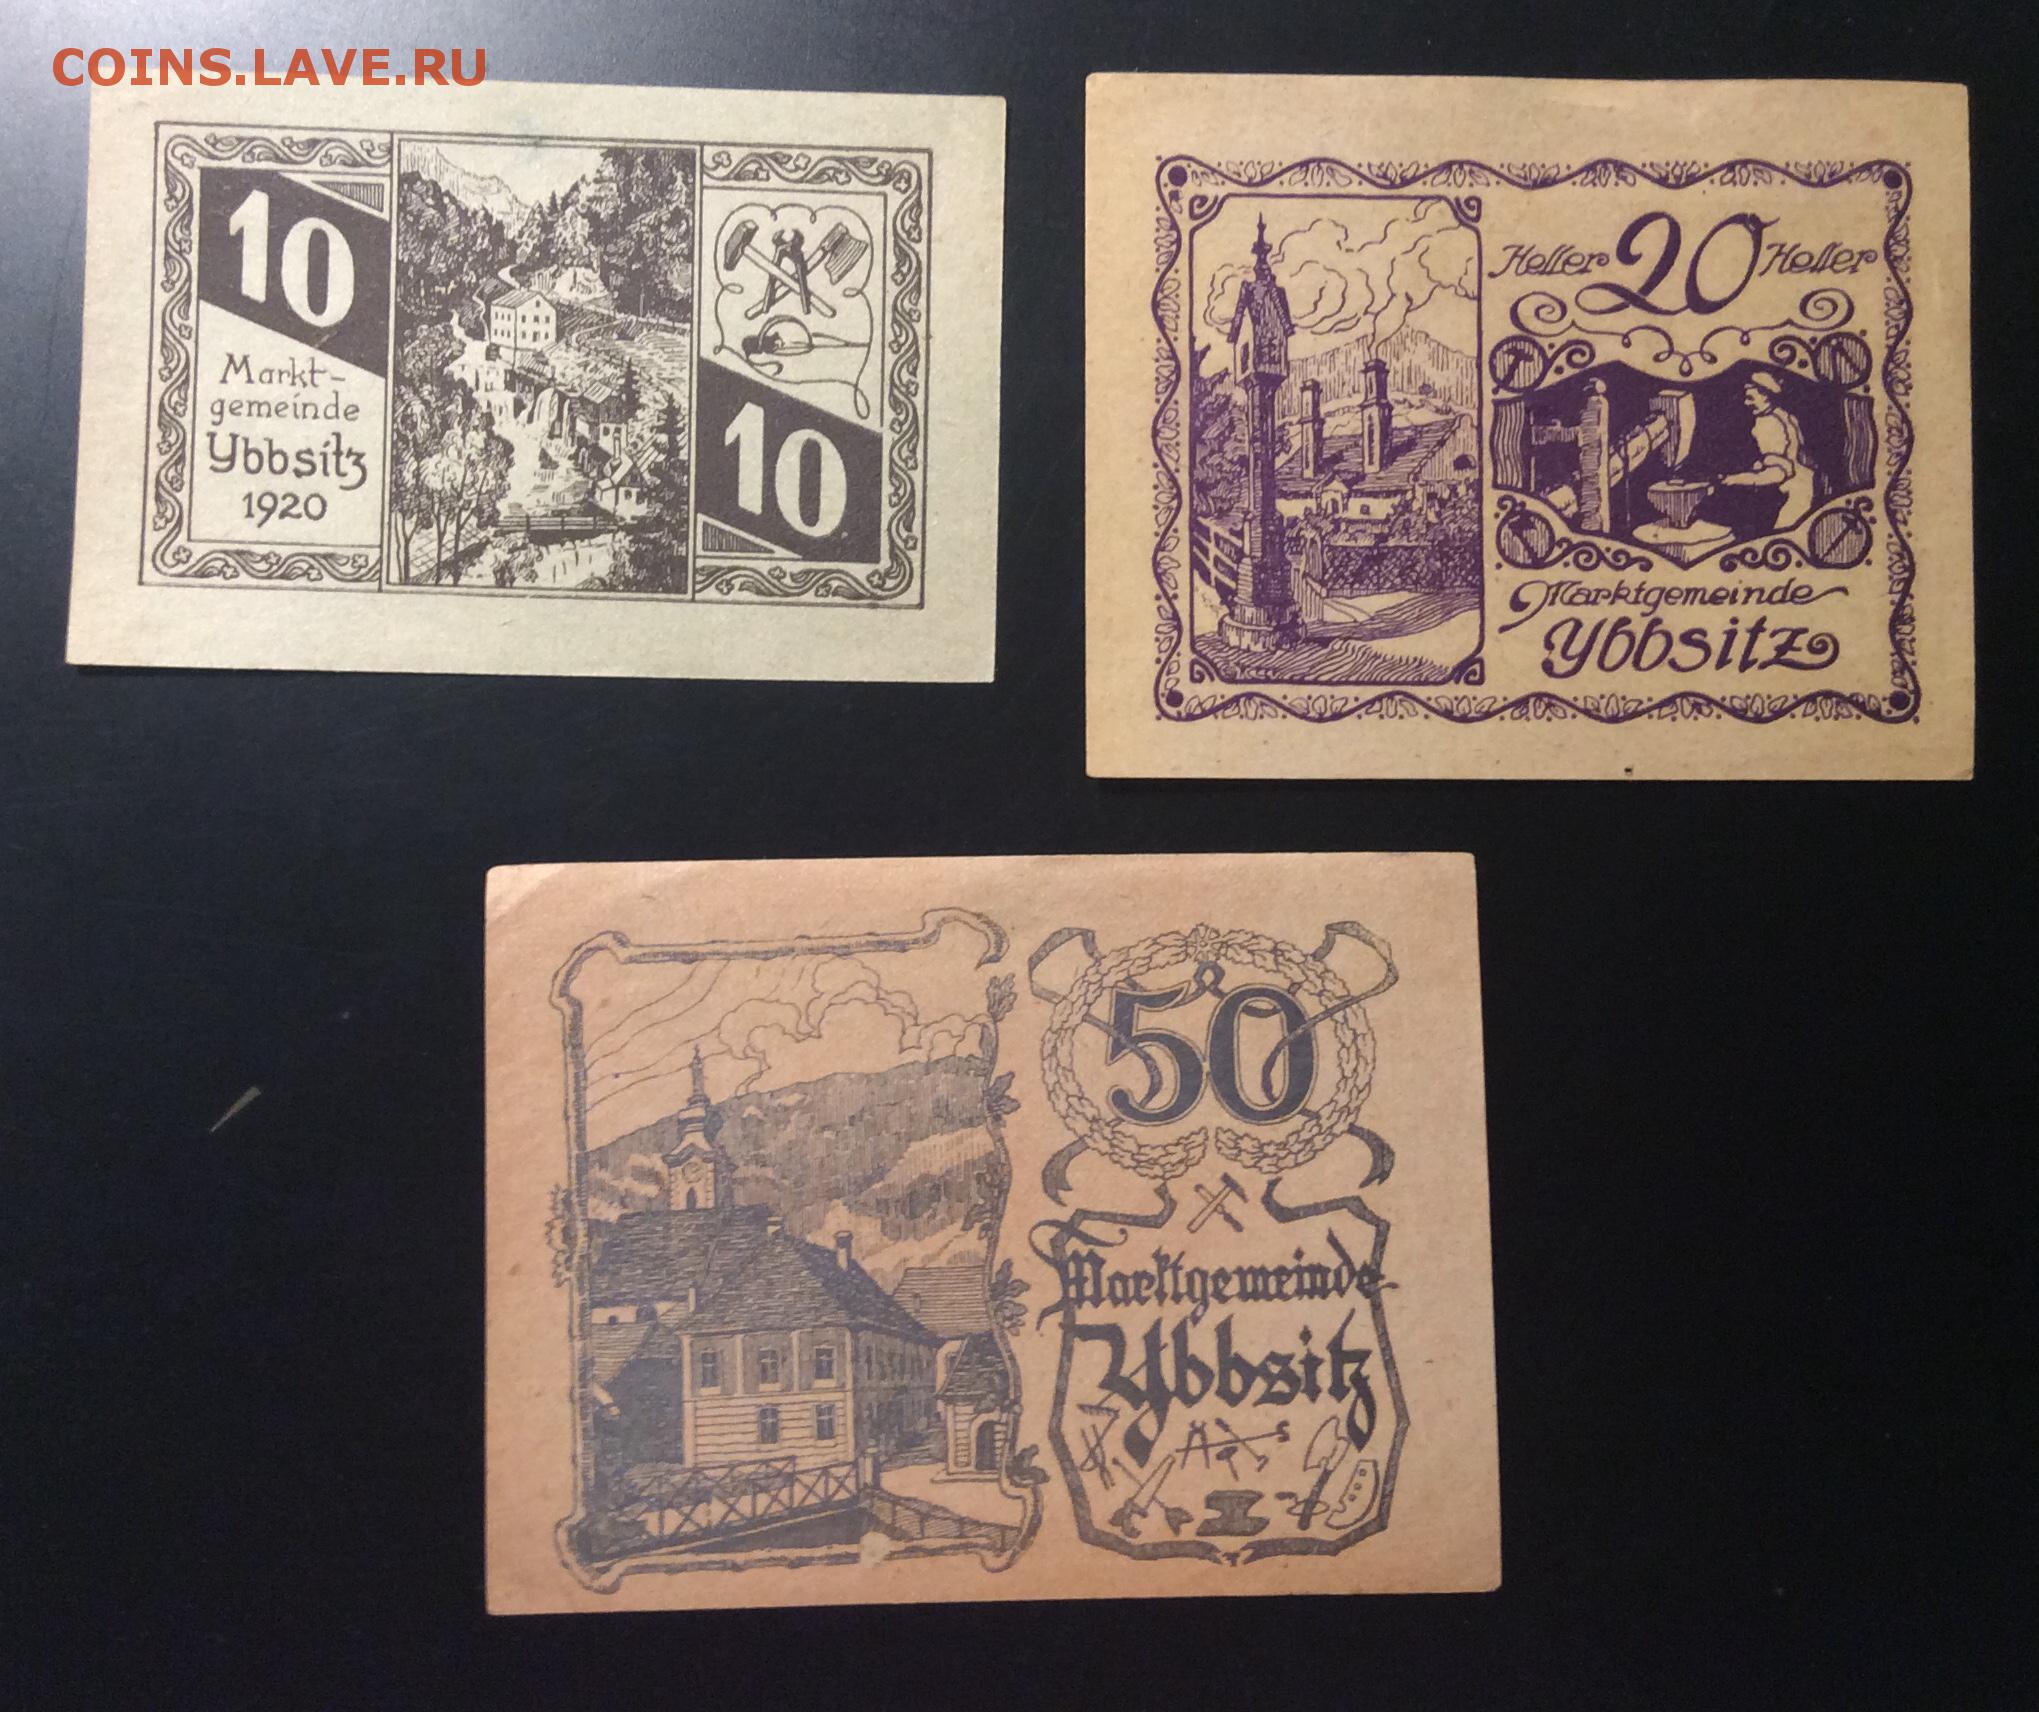 COINS.LAVE.RU
10
Markt-
gemeinde
Ybbsitz
1920
10
Heller 20 Heller
Marktgemeinde
Ybbsitz
50
Marktgemeinde
Ybbsitz